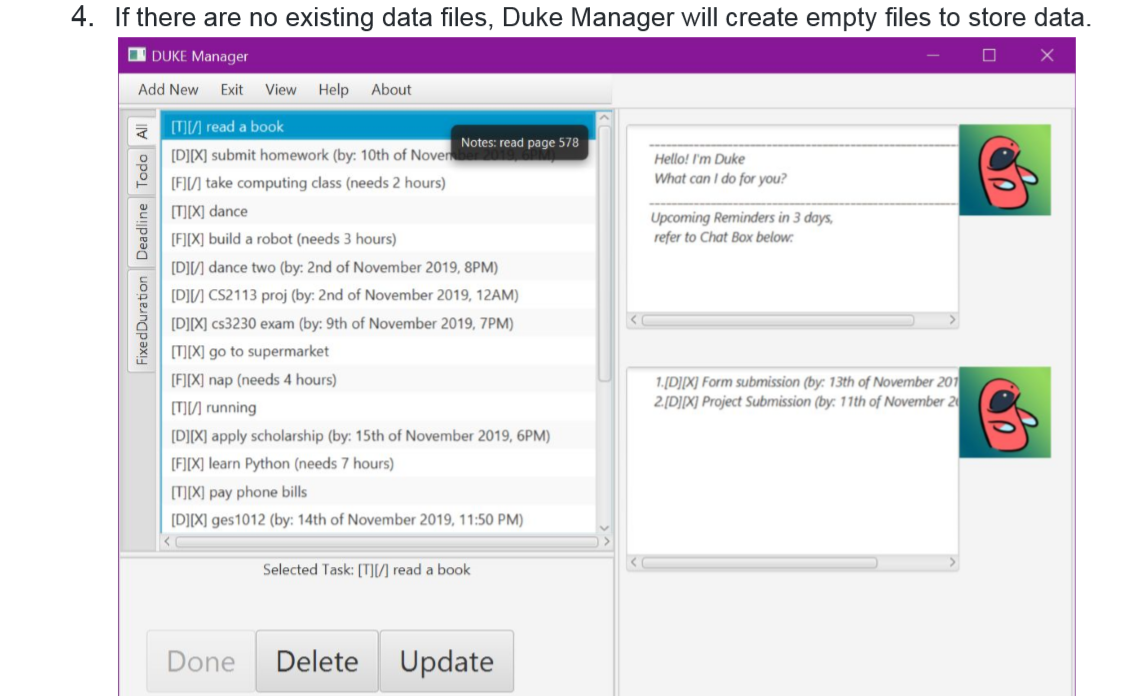 4. If there are no existing data files, Duke Manager will create empty files to store data.
DUKE Manager
Add New Exit View Help About
All
Todo
Deadline
FixedDuration
[T][/] read a book
Notes: read page 578
[D][X] submit homework (by: 10th of November 2019, 6PM)
[F][/] take computing class (needs 2 hours)
[T][X] dance
[F][X] build a robot (needs 3 hours)
[D][/] dance two (by: 2nd of November 2019, 8PM)
[D][/] CS2113 proj (by: 2nd of November 2019, 12AM)
[D][X] cs3230 exam (by: 9th of November 2019, 7PM)
[T][X] go to supermarket
[F][X] nap (needs 4 hours)
[T][/] running
[D][X] apply scholarship (by: 15th of November 2019, 6PM)
[F][X] learn Python (needs 7 hours)
[T][X] pay phone bills
[D][X] ges1012 (by: 14th of November 2019, 11:50 PM)
Selected Task: [T][/] read a book
Done Delete Update
Hello! I'm Duke
What can I do for you?
Upcoming Reminders in 3 days,
refer to Chat Box below:
1.[D][X] Form submission (by: 13th of November 201
2.[D][X] Project Submission (by: 11th of November 2